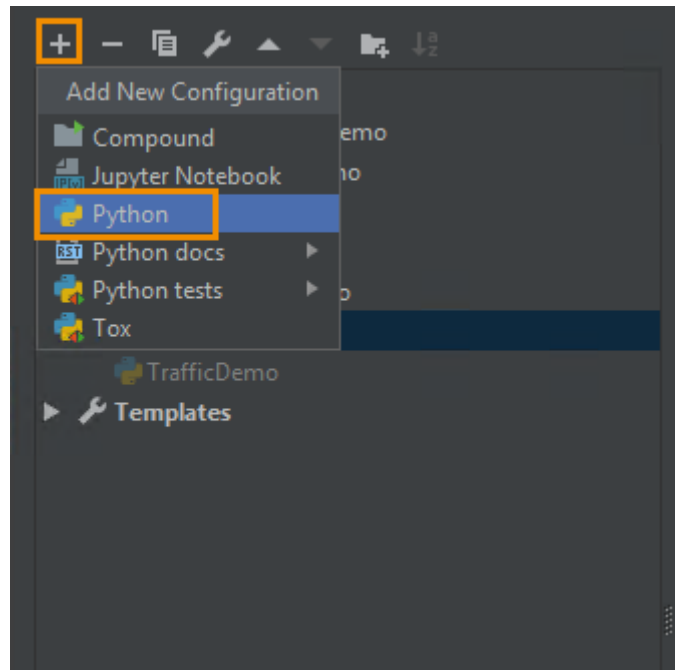 Add New Configuration
Compound
emo
Jupyter Notebook
no
Python
Python docs
Python tests
o
Tox
TrafficDemo
Templates